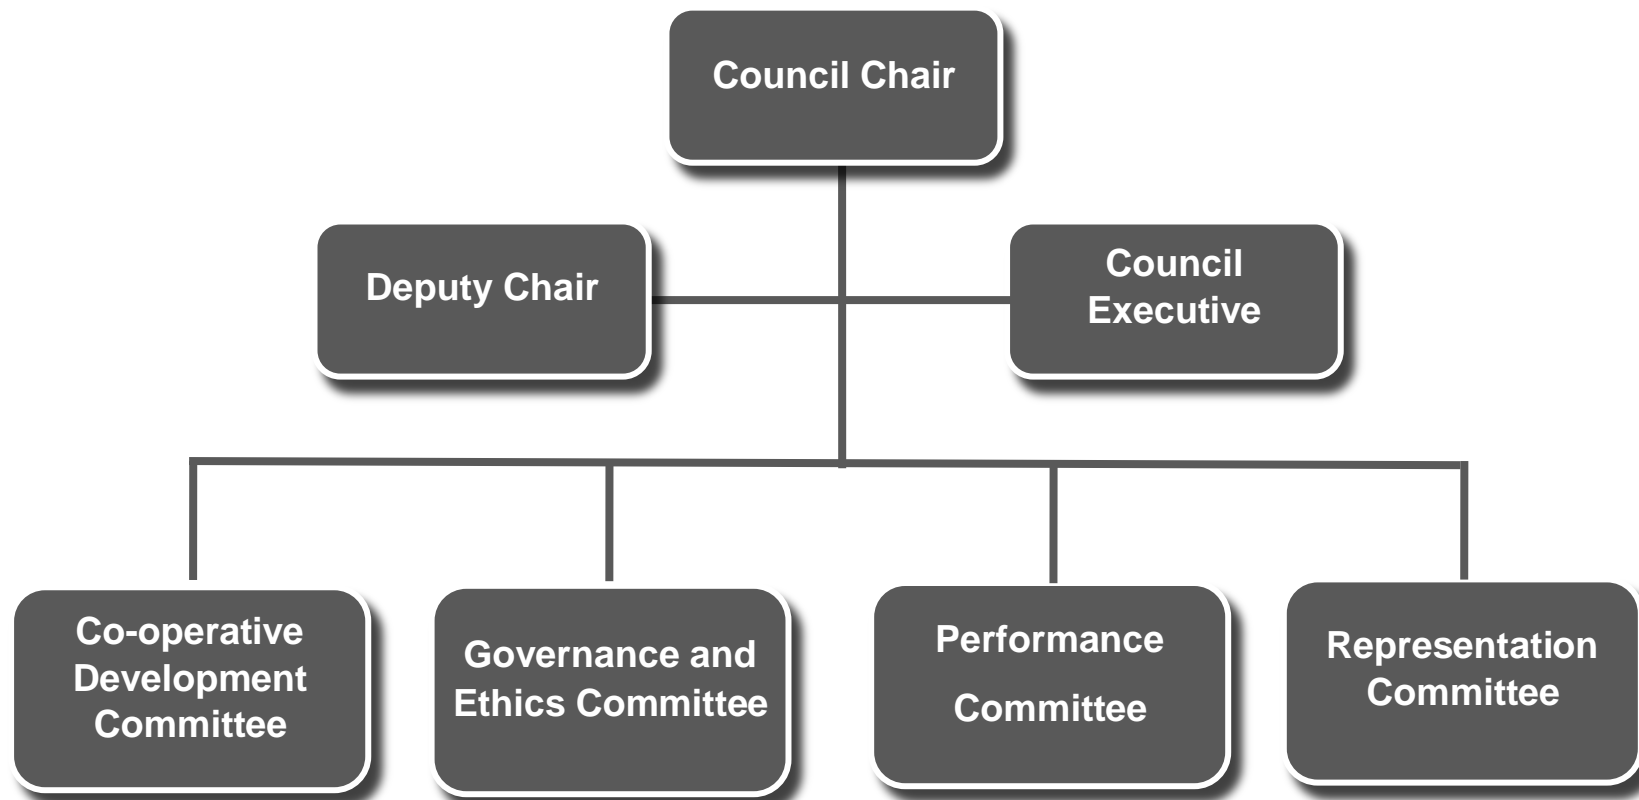 Council Chair
Deputy Chair
Council
Executive
Co-operative
Development
Committee
Governance and
Ethics Committee
Performance
Committee
Representation
Committee